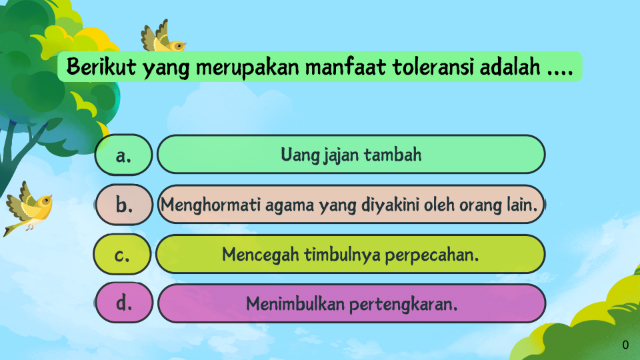 Berikut yang merupakan manfaat toleransi adalah ....
a. Uang jajan tambah
b. Menghormati agama yang diyakini oleh orang lain.
c. Mencegah timbulnya perpecahan.
d. Menimbulkan pertengkaran.
0